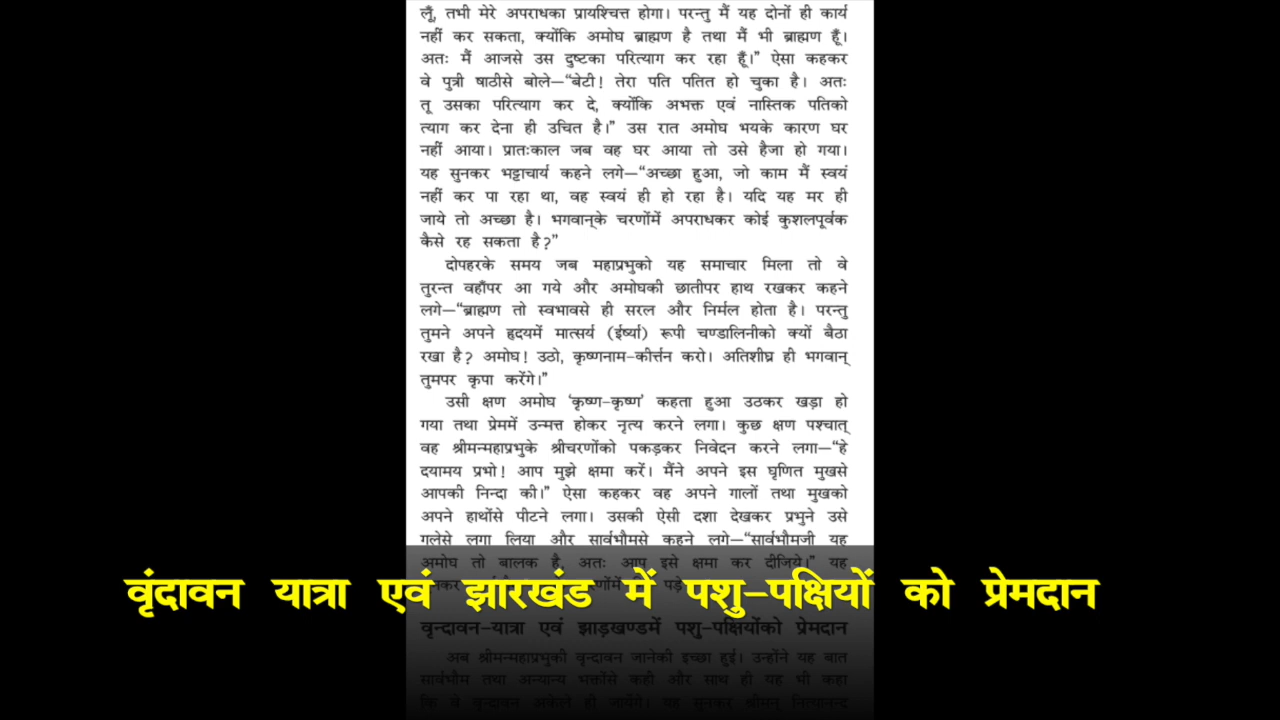 लूँ, तभी मेरे अपराधका प्रायश्चित्त होगा। परन्तु मैं यह दोनों ही कार्य
नहीं कर सकता, क्योंकि अमोघ ब्राह्मण है तथा मैं भी ब्राह्मण हूँ।
अतः मैं आजसे उस दुष्टका परित्याग कर रहा हूँ।” ऐसा कहकर
वे पुत्री षाठीसे बोले—“बेटी! तेरा पति पतित हो चुका है। अतः
तू उसका परित्याग कर दे, क्योंकि अभक्त एवं नास्तिक पतिको
त्याग कर देना ही उचित है।” उस रात अमोघ भयके कारण घर
नहीं आया। प्रातःकाल जब वह घर आया तो उसे हैजा हो गया।
यह सुनकर भट्टाचार्य कहने लगे—“अच्छा हुआ, जो काम मैं स्वयं
नहीं कर पा रहा था, वह स्वयं ही हो रहा है। यदि यह मर ही
जाये तो अच्छा है। भगवान्‌के चरणोंमें अपराधकर कोई कुशलपूर्वक
कैसे रह सकता है?”
दोपहरके समय जब महाप्रभुको यह समाचार मिला तो वे
तुरन्त वहाँपर आ गये और अमोघकी छातीपर हाथ रखकर कहने
लगे—“ब्राह्मण तो स्वभावसे ही सरल और निर्मल होता है। परन्तु
तुमने अपने हृदयमें मात्सर्य (ईर्ष्या) रूपी चण्डालिनीको क्यों बैठा
रखा है? अमोघ! उठो, कृष्णनाम-कीर्त्तन करो। अतिशीघ्र ही भगवान्
तुमपर कृपा करेंगे।”
उसी क्षण अमोघ ‘कृष्ण-कृष्ण’ कहता हुआ उठकर खड़ा हो
गया तथा प्रेममें उन्मत्त होकर नृत्य करने लगा। कुछ क्षण पश्चात्
वह श्रीमन्महाप्रभुके श्रीचरणोंको पकड़कर निवेदन करने लगा—“हे
दयामय प्रभो! आप मुझे क्षमा करें। मैंने अपने इस घृणित मुखसे
आपकी निन्दा की।” ऐसा कहकर वह अपने गालों तथा मुखको
अपने हाथोंसे पीटने लगा। उसकी ऐसी दशा देखकर प्रभुने उसे
गलेसे लगा लिया और सार्वभौमसे कहने लगे—“सार्वभौमजी यह
अमोघ तो बालक है, अतः आप इसे क्षमा कर दीजिये।” यह
वृंदावन यात्रा एवं झारखंड में पशु-पक्षियों को प्रेमदान
वृन्दावन-यात्रा एवं झाड़खण्डमें पशु-पक्षियोंको प्रेमदान
अब श्रीमन्महाप्रभुकी वृन्दावन जानेकी इच्छा हुई। उन्होंने यह बात
सार्वभौम तथा अन्यान्य भक्तोंसे कही और साथ ही यह भी कहा
कि वे वृन्दावन अकेले ही जायेंगे। यह सुनकर श्रीमन् नित्यानन्द